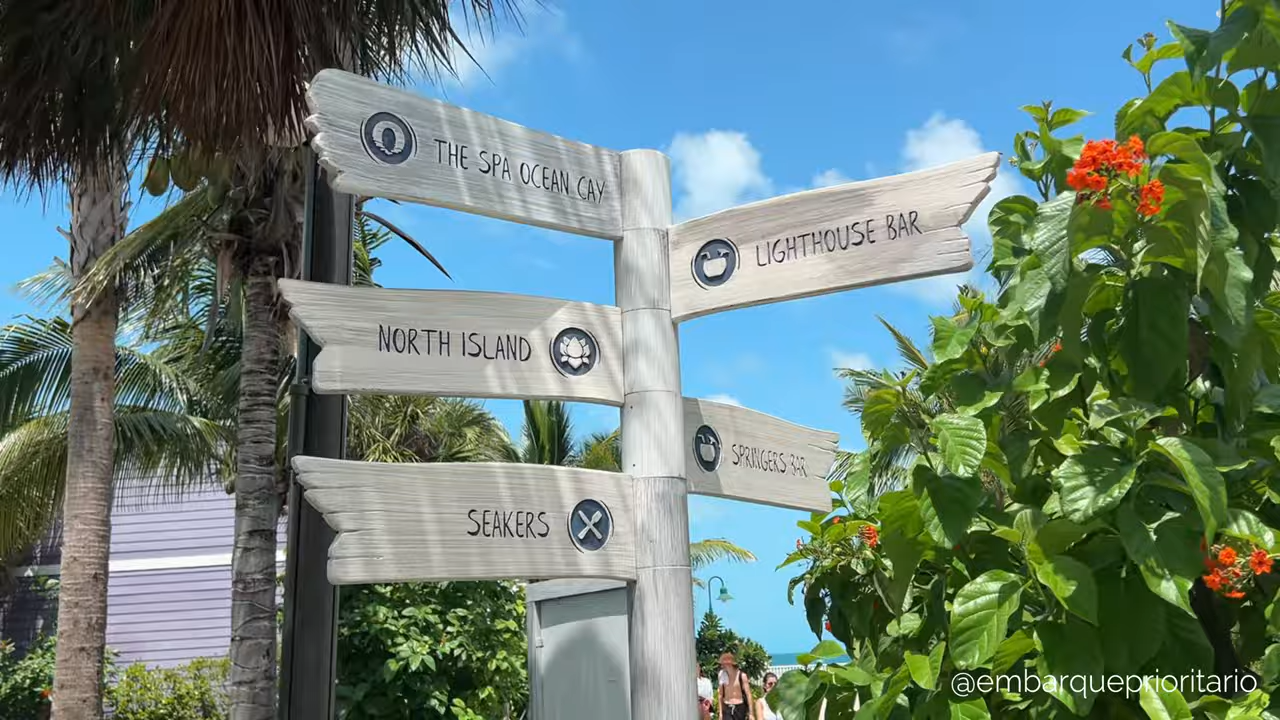 THE SPA OCEAN CAY
LIGHTHOUSE BAR
NORTH ISLAND
SPRINGERS BAR
SEAKERS
@embarqueprioritario